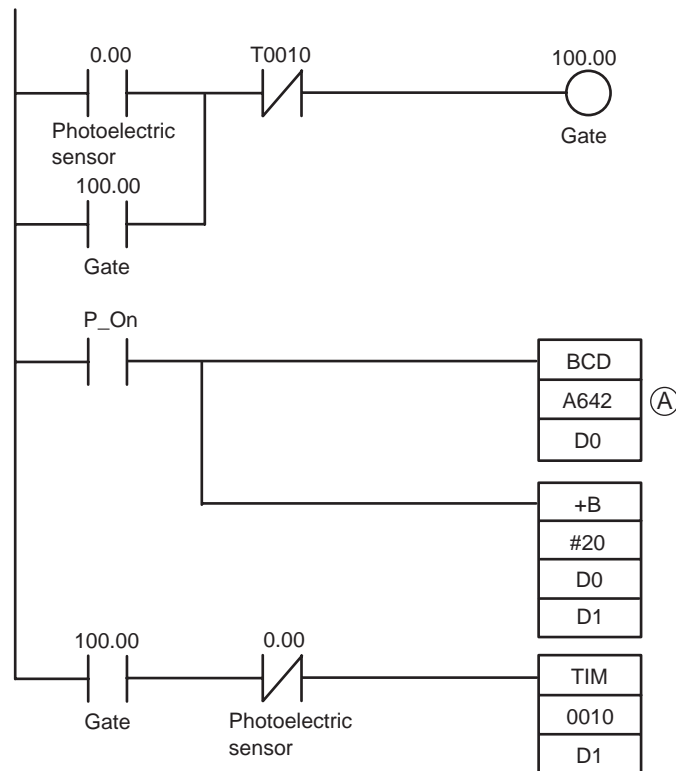 0.00
T0010
100.00
Photoelectric
sensor
Gate
100.00
Gate
P_On
BCD
A642
A
D0
+B
#20
D0
D1
100.00
0.00
TIM
Gate
Photoelectric
sensor
0010
D1